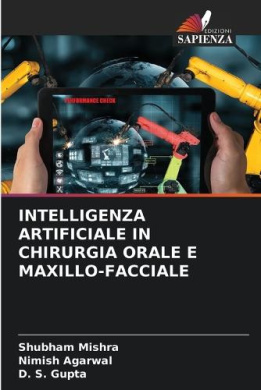 EDIZIONI
SAPIENZA
PERFORMANCE CHECK
INTELLIGENZA
ARTIFICIALE IN
CHIRURGIA ORALE E
MAXILLO-FACCIALE
Shubham Mishra
Nimish Agarwal
D. S. Gupta